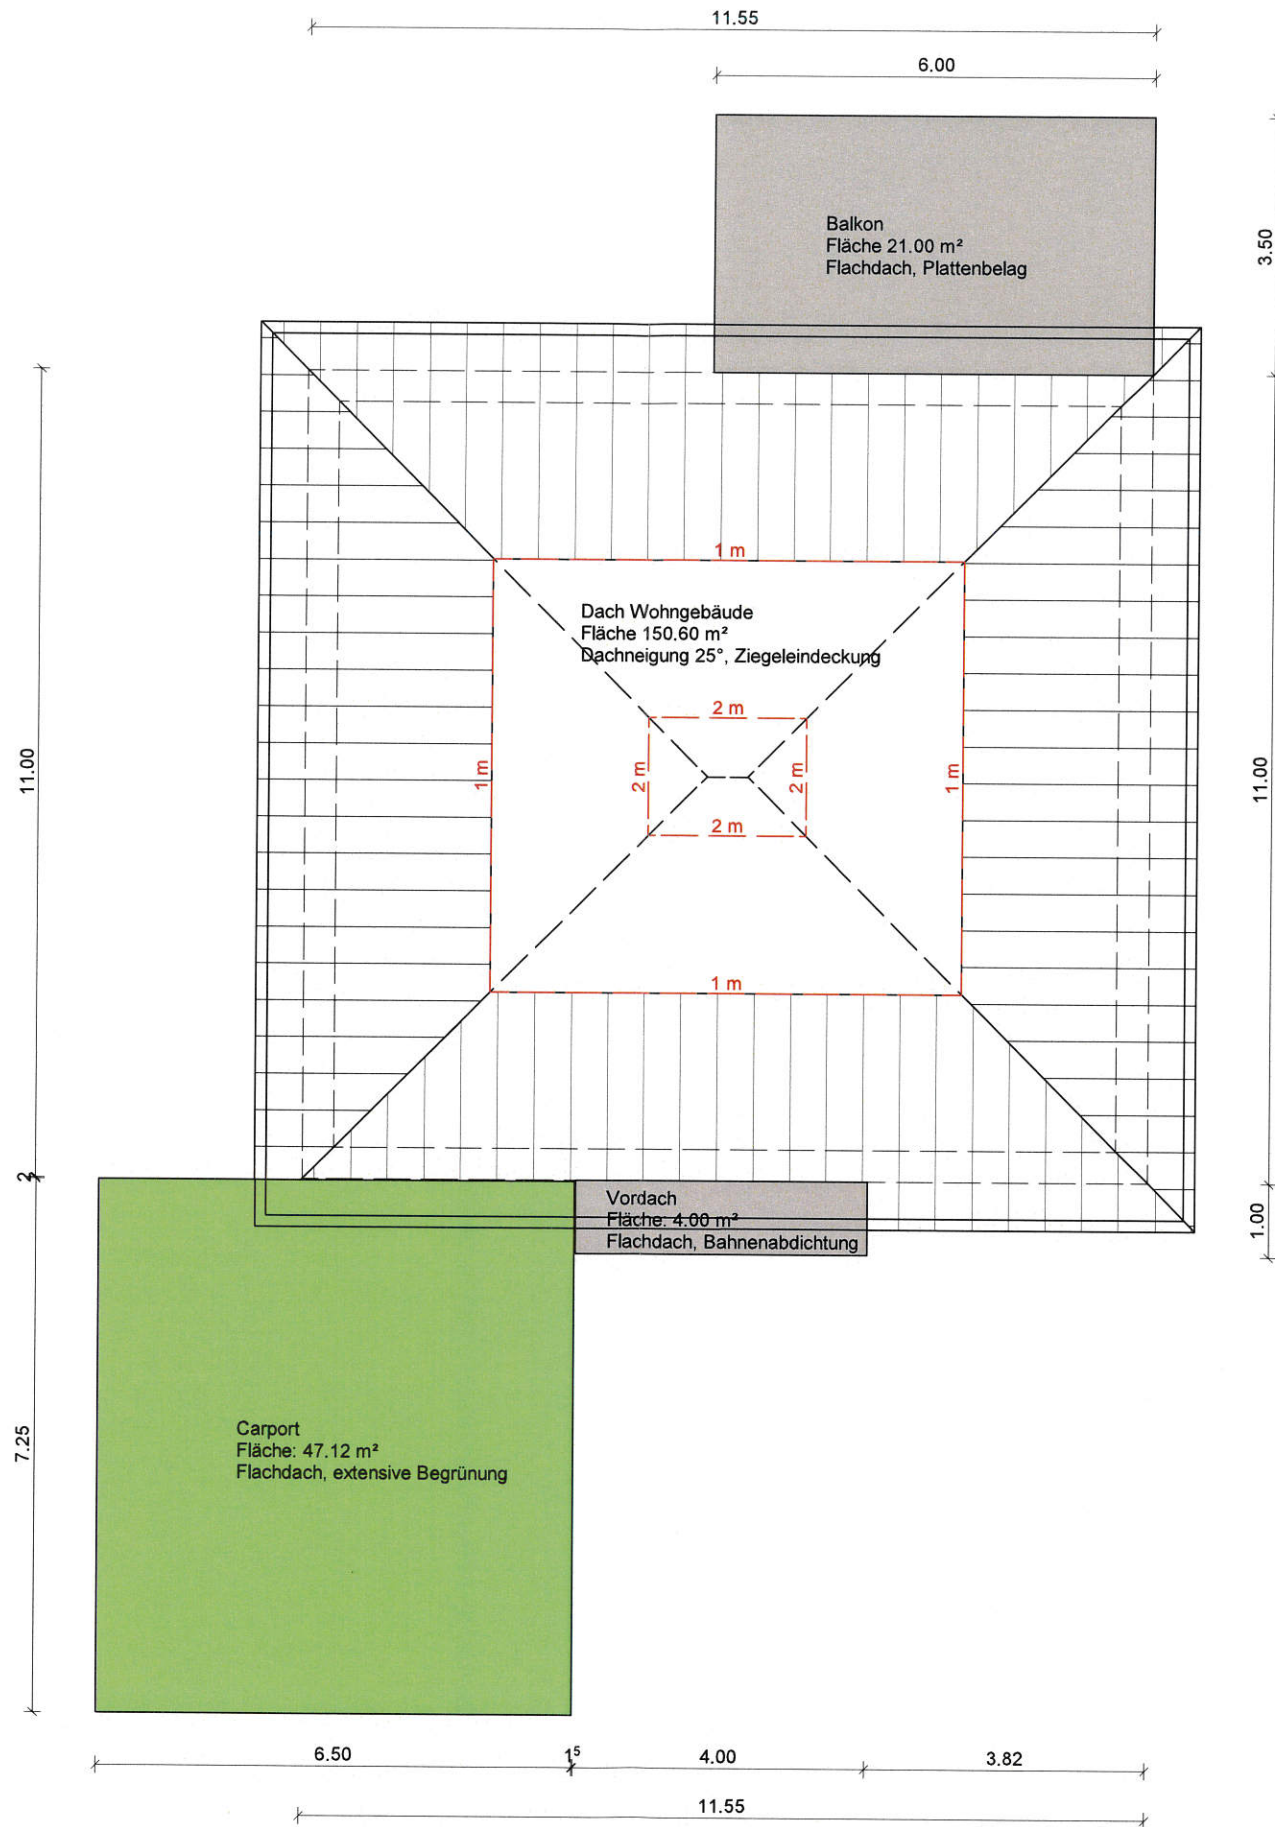 11.55
6.00
3.50
Balkon
Fläche 21.00 m²
Flachdach, Plattenbelag
1 m
Dach Wohngebäude
Fläche 150.60 m²
Dachneigung 25°, Ziegeleindeckung
2 m
11.00
1 m
2 m
2 m
1 m
11.00
2 m
1 m
2
Vordach
Fläche: 4.00 m²
Flachdach, Bahnenabdichtung
1.00
7.25
Carport
Fläche: 47.12 m²
Flachdach, extensive Begrünung
6.50
1⁵
4.00
3.82
11.55